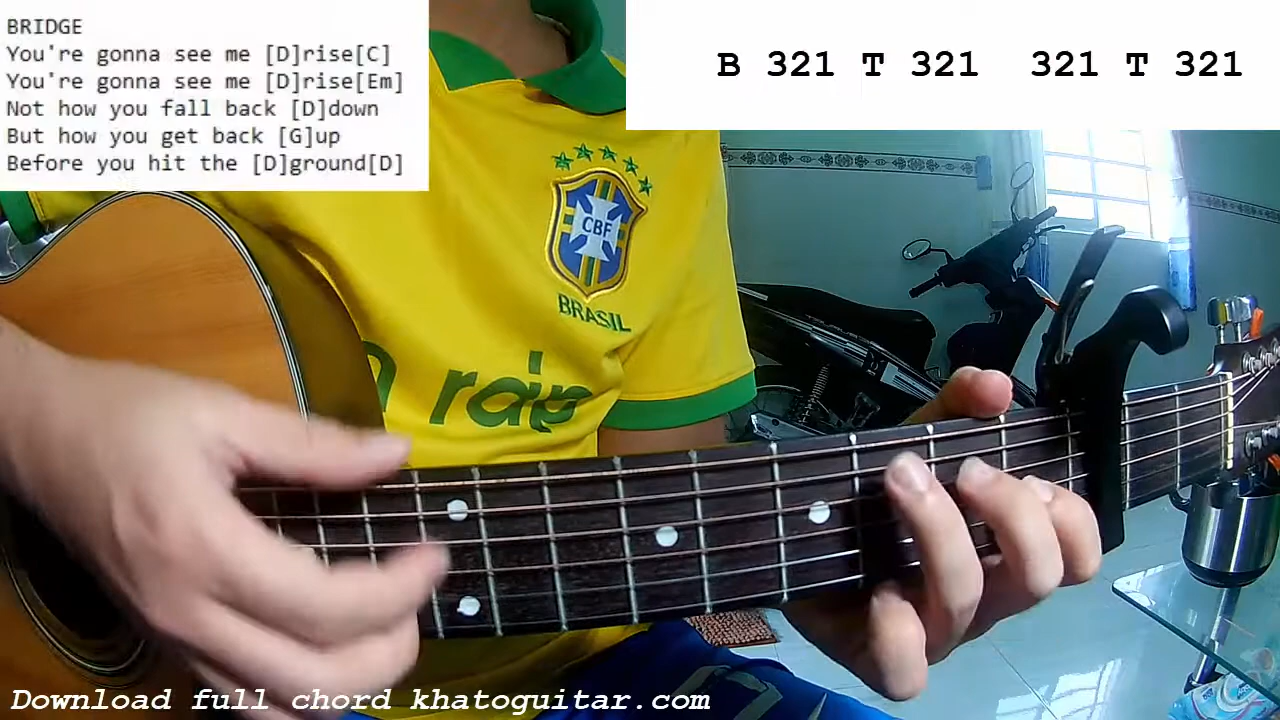 BRIDGE
You're gonna see me [D]rise[C]
You're gonna see me [D]rise[Em]
Not how you fall back [D]down
But how you get back [G]up
Before you hit the [D]ground[D]
B 321 T 321  321 T 321
CBF
BRASIL
Download full chord khatoguitar.com